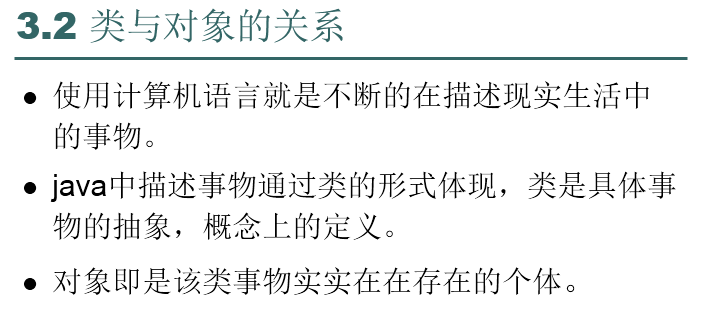 3.2 类与对象的关系
● 使用计算机语言就是不断的在描述现实生活中
的事物。
● java中描述事物通过类的形式体现，类是具体事
物的抽象，概念上的定义。
● 对象即是该类事物实实在在存在的个体。